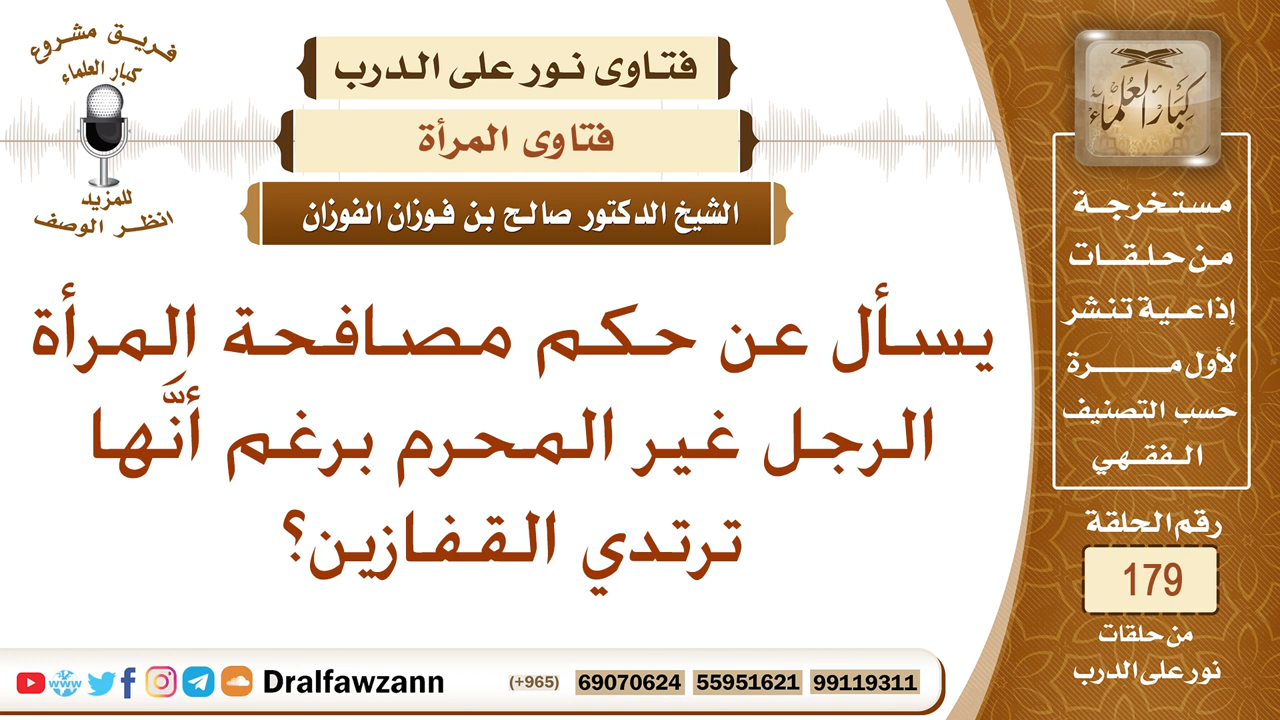 فريق مشروع
كبار العلماء
للمزيد
انظر الوصف
فتاوى نور على الدرب
فتاوى المرأة
الشيخ الدكتور صالح بن فوزان الفوزان
يسأل عن حكم مصافحة المرأة
الرجل غير المحرم برغم أنَّها
ترتدي القفازين؟
كبار العلماء
مستخرجة
من حلقات
إذاعية تنشر
لأول مرة
حسب التصنيف
الفقهي
رقم الحلقة
179
من حلقات
نور على الدرب
www
Dralfawzann
(+965) 69070624 55951621 99119311